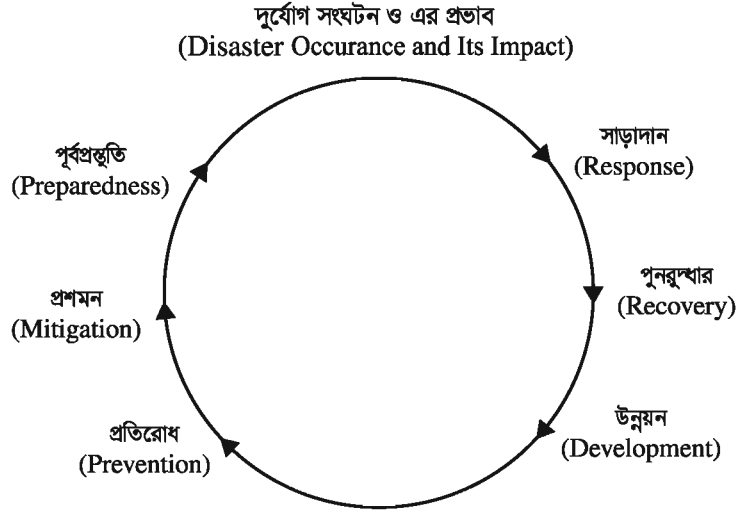 দুর্যোগ সংঘটন ও এর প্রভাব
(Disaster Occurance and Its Impact)
সাড়াদান
(Response)
পুনরুদ্ধার
(Recovery)
উন্নয়ন
(Development)
প্রতিরোধ
(Prevention)
প্রশমন
(Mitigation)
পূর্বপ্রস্তুতি
(Preparedness)